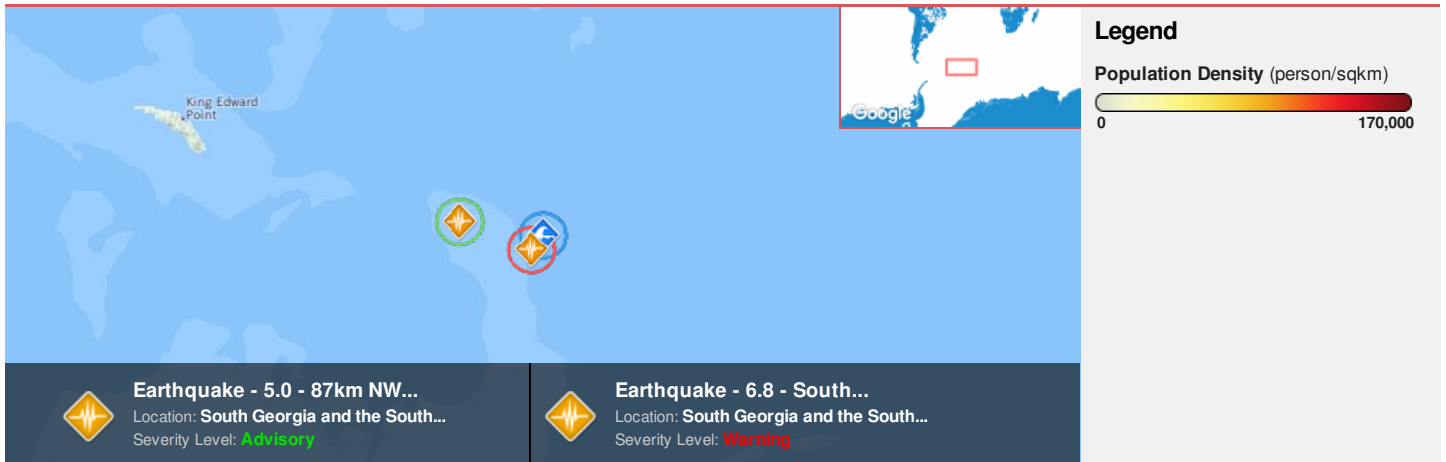 King Edward
Point
Google
Legend
Population Density (person/sqkm)
0 170,000
Earthquake - 5.0 - 87km NW...
Location: South Georgia and the South...
Severity Level: Advisory
Earthquake - 6.8 - South...
Location: South Georgia and the South...
Severity Level: Warning